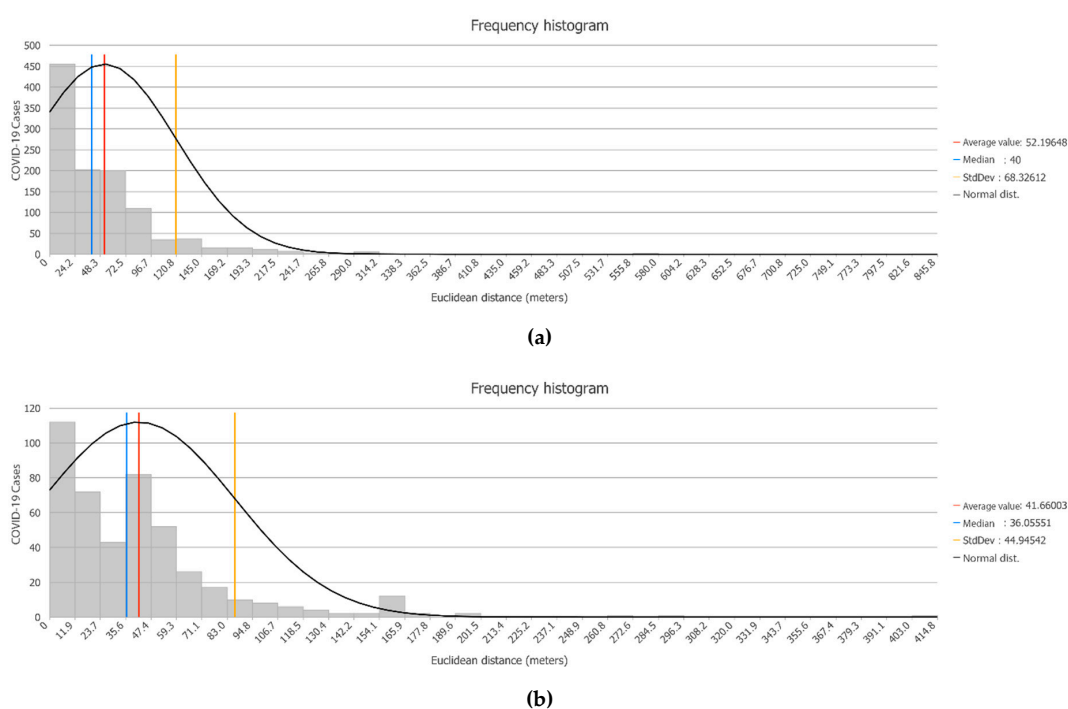 Frequency histogram
500
450
400
350
300
250
200
150
100
50
0
COVID-19 Cases
0 24.2 48.3 72.5 96.7 120.8 145.0 169.2 193.3 217.5 241.7 265.8 290.0 314.2 338.3 362.5 386.7 410.8 435.0 459.2 483.3 507.5 531.7 555.8 580.0 604.2 628.3 652.5 676.7 700.8 725.0 749.1 773.3 797.5 821.6 845.8
Euclidean distance (meters)
Average value: 52.19648
Median : 40
StdDev : 68.32612
Normal dist.
(a)
Frequency histogram
120
100
80
60
40
20
0
COVID-19 Cases
0 11.9 23.7 35.6 47.4 59.3 71.1 83.0 94.8 106.7 118.5 130.4 142.2 154.1 165.9 177.8 189.6 201.5 213.4 225.2 237.1 248.9 260.8 272.6 284.5 296.3 308.2 320.0 331.9 343.7 355.6 367.4 379.3 391.1 403.0 414.8
Euclidean distance (meters)
Average value: 41.66003
Median : 36.05551
StdDev : 44.94542
Normal dist.
(b)